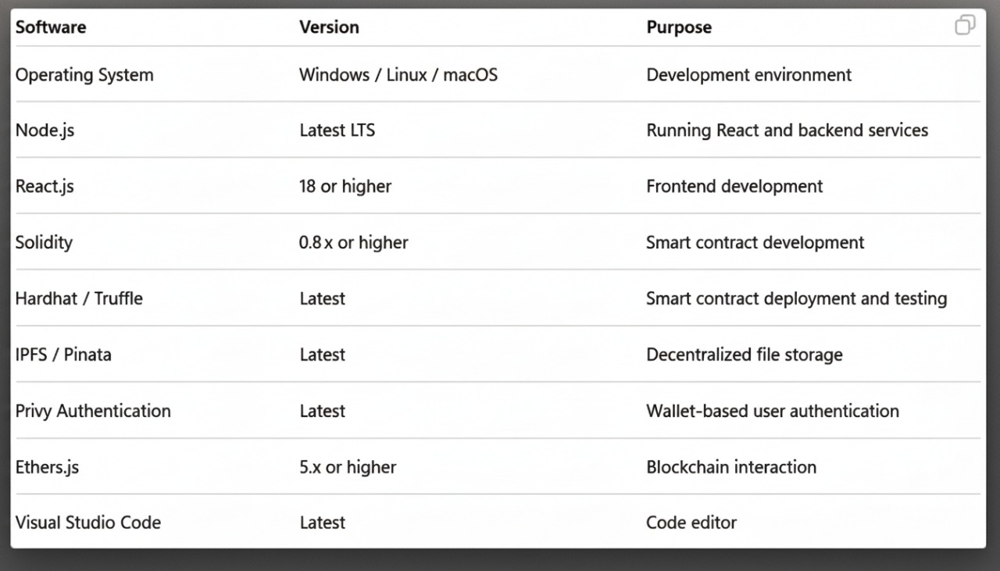 Software Version Purpose
Operating System Windows / Linux / macOS Development environment
Node.js Latest LTS Running React and backend services
React.js 18 or higher Frontend development
Solidity 0.8x or higher Smart contract development
Hardhat / Truffle Latest Smart contract deployment and testing
IPFS / Pinata Latest Decentralized file storage
Privy Authentication Latest Wallet-based user authentication
Ethers.js 5.x or higher Blockchain interaction
Visual Studio Code Latest Code editor